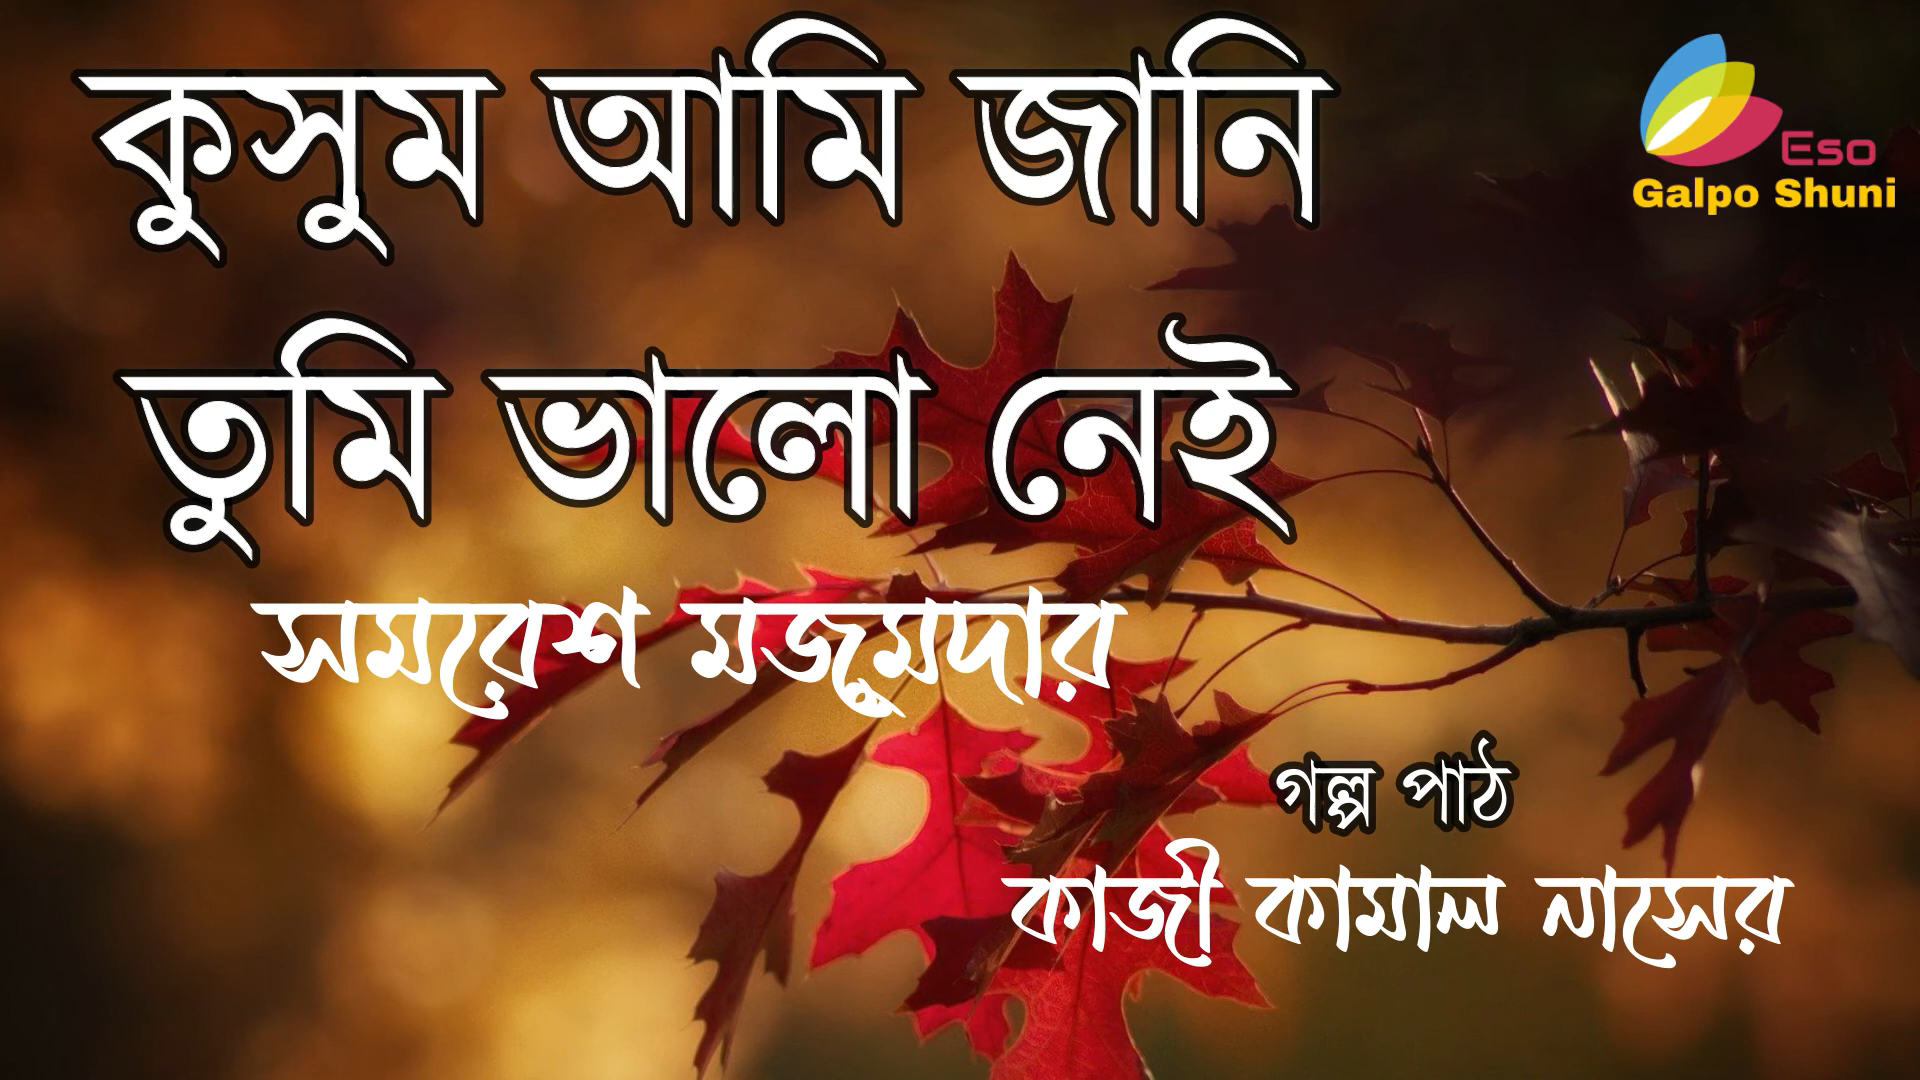 কুসুম আমি জানি
তুমি ভালো নেই
সমরেশ মজুমদার
গল্প পাঠ
কাজী কামাল নাসের
Eso
Galpo Shuni